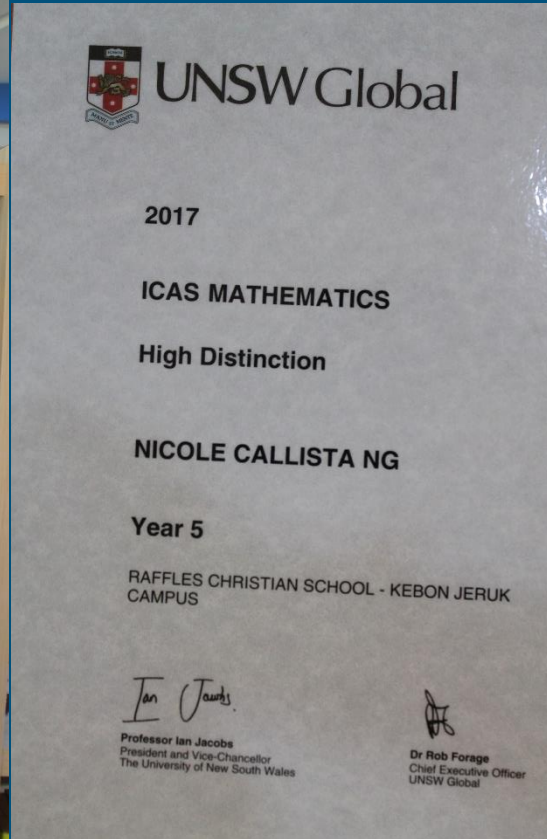 UNSW Global
2017
ICAS MATHEMATICS
High Distinction
NICOLE CALLISTA NG
Year 5
RAFFLES CHRISTIAN SCHOOL - KEBON JERUK
CAMPUS
Ian Jacobs.
Professor Ian Jacobs
President and Vice-Chancellor
The University of New South Wales
Dr Rob Forage
Chief Executive Officer
UNSW Global